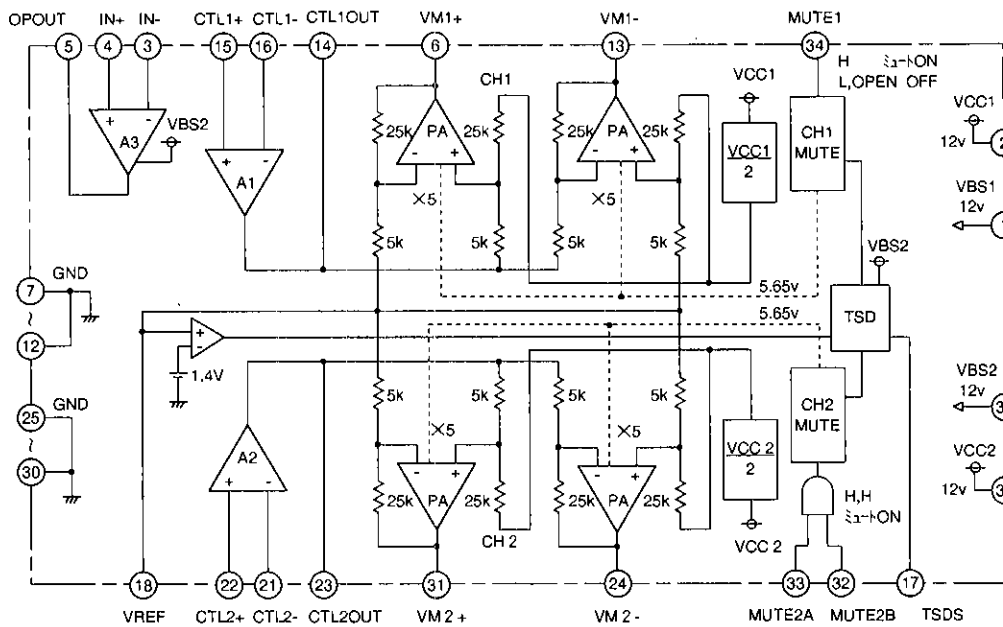 OPOUT IN+ IN- CTL1+ CTL1- CTL1OUT VM1+ VM1- MUTE1
5 4 3 15 16 14 6 13 34
H ミュートON
L,OPEN OFF
CH1
VCC1
VCC1
12v
2
+ -
A3
VBS2
25k PA 25k 25k PA 25k
- + - +
VCC1
2
CH1
MUTE
+ -
A1
×5 ×5
VBS1
12v
5k 5k 5k 5k
VBS2
7 GND
5.65v
5.65v
TSD
~
12
+
-
1,4V
25 GND
~
30
5k 5k 5k 5k
CH2
MUTE
VBS2
12v
3
×5 ×5
A2
+ -
- + - +
25k PA 25k 25k PA 25k
VCC 2
2
VCC2
12v
3
H,H
ミュートON
CH 2
VCC 2
18 22 21 23 31 24 33 32 17
VREF CTL2+ CTL2- CTL2OUT VM 2 + VM 2 - MUTE2A MUTE2B TSDS